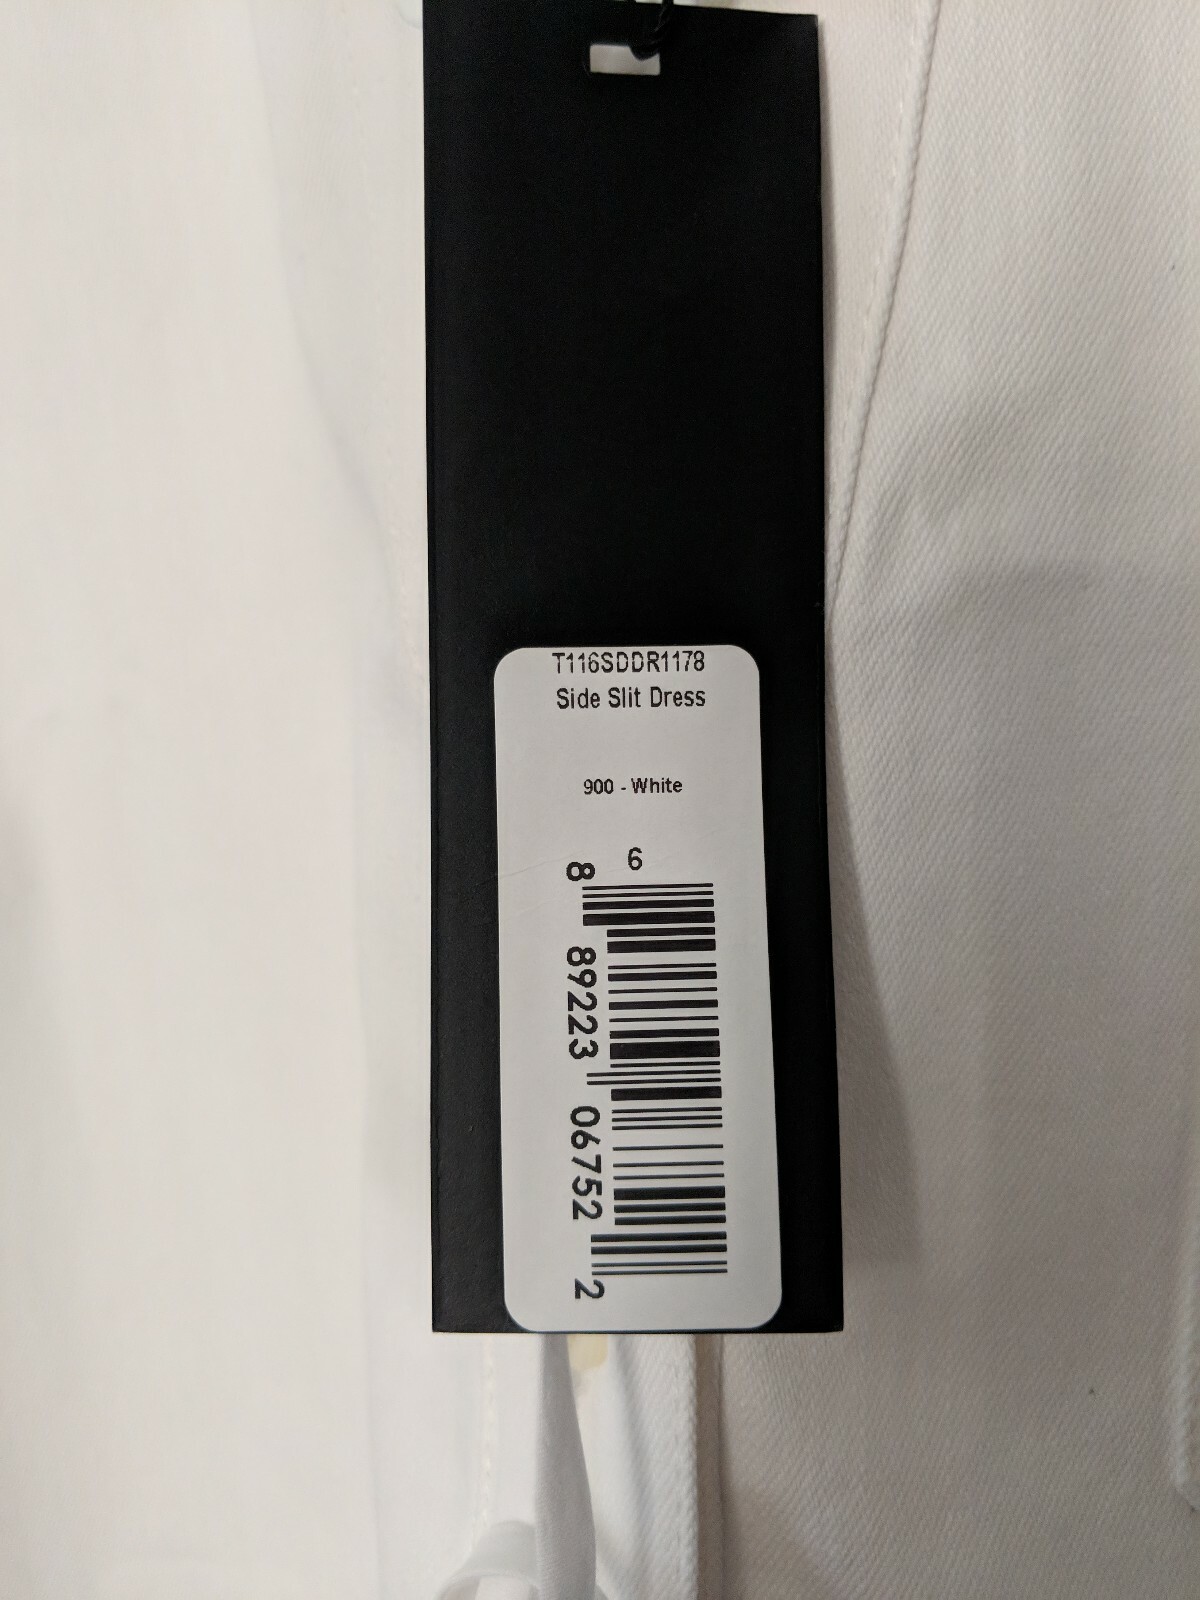 T116SDDR1178
Side Slit Dress
900 - White
6
8 89223 06752 2